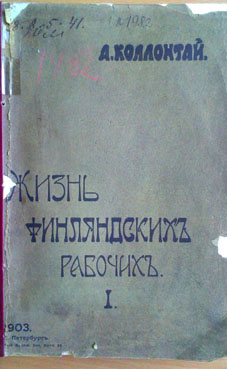 А. КОЛЛОНТАЙ.
ЖИЗНЬ
ФИНЛЯНДСКИХЪ
РАБОЧИХЪ.
I.
1903.
С. Петербургъ